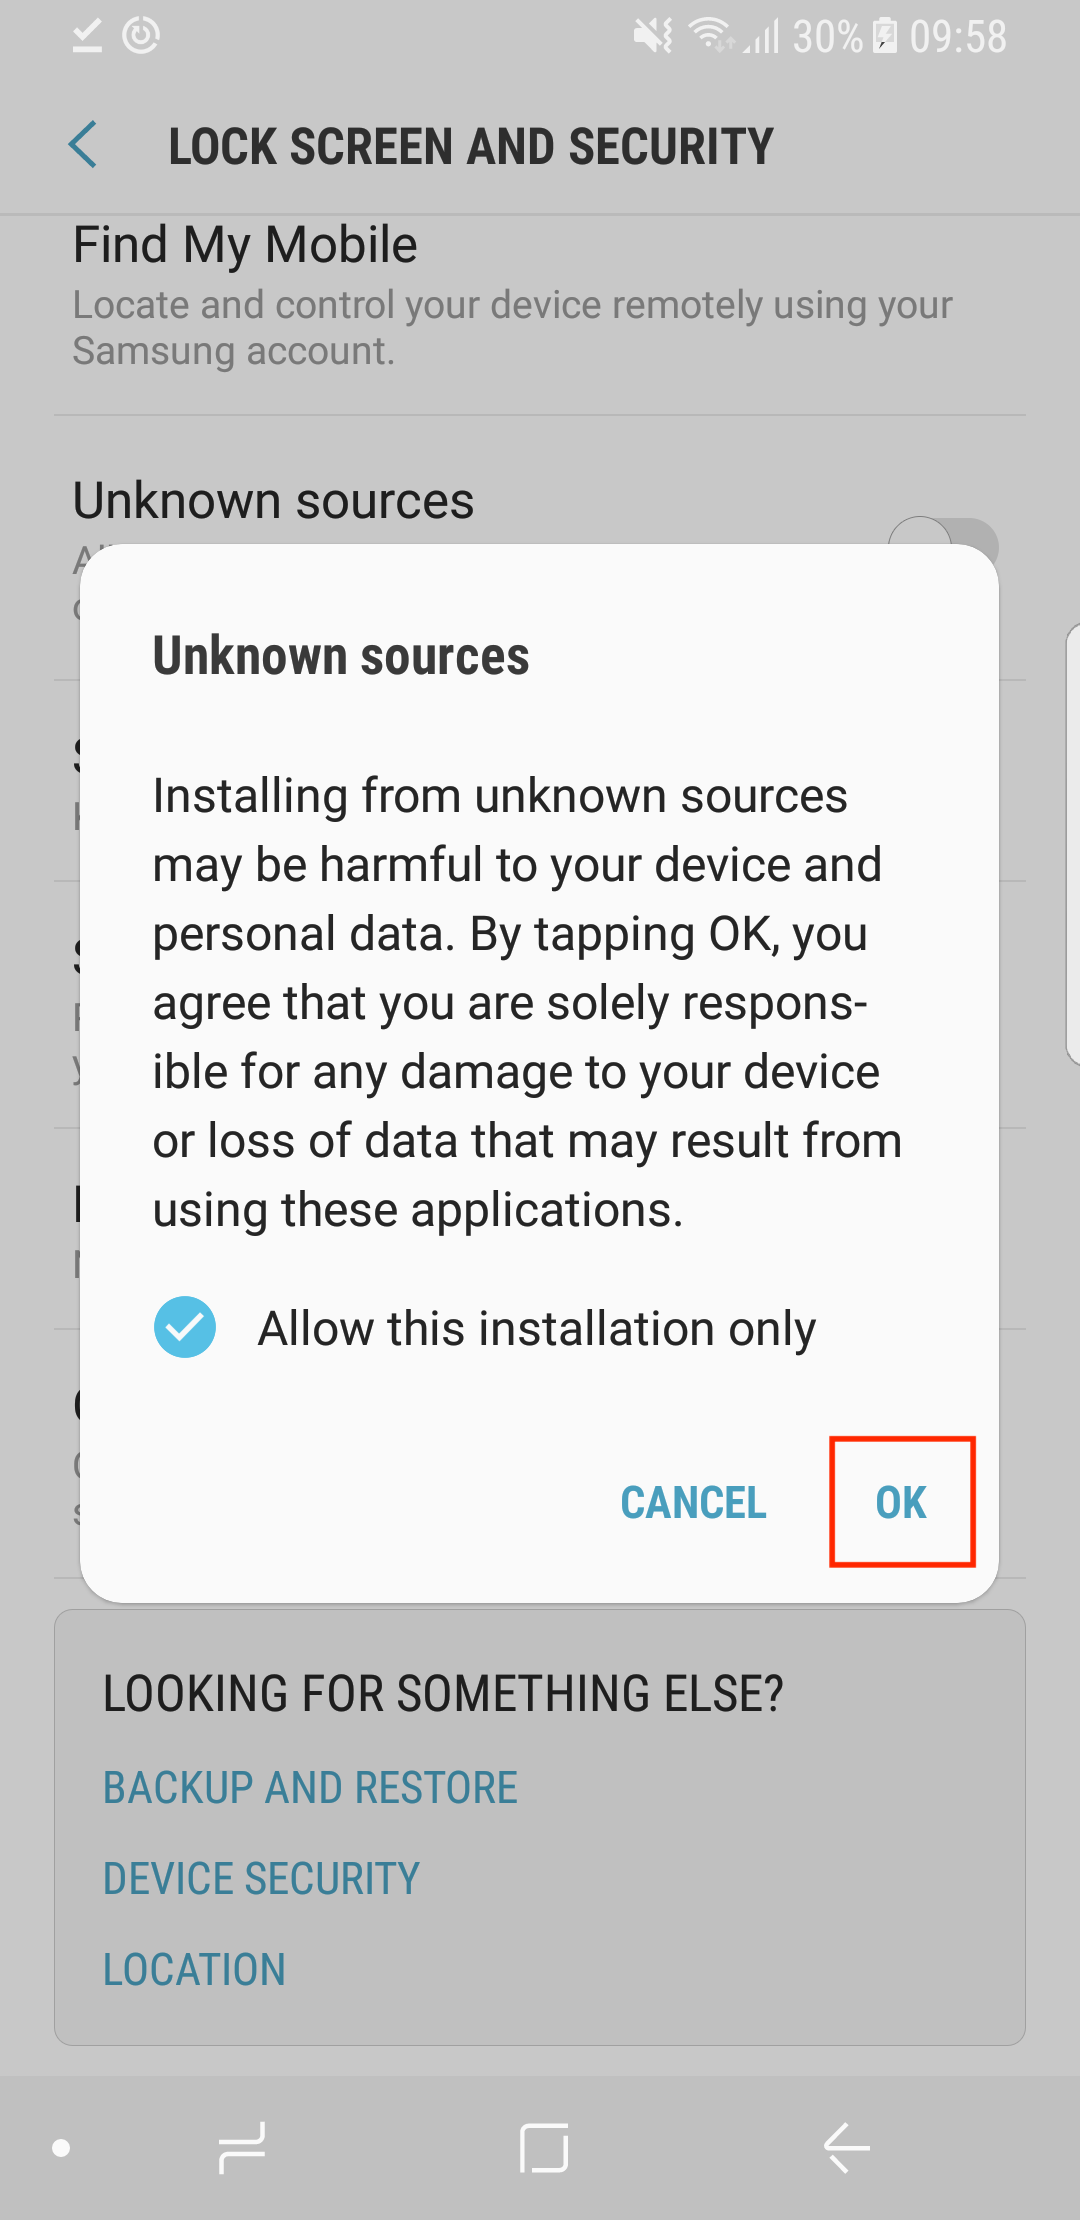 30% 09:58
LOCK SCREEN AND SECURITY
Find My Mobile
Locate and control your device remotely using your
Samsung account.
Unknown sources
Unknown sources
Installing from unknown sources
may be harmful to your device and
personal data. By tapping OK, you
agree that you are solely respons-
ible for any damage to your device
or loss of data that may result from
using these applications.
Allow this installation only
CANCEL OK
LOOKING FOR SOMETHING ELSE?
BACKUP AND RESTORE
DEVICE SECURITY
LOCATION